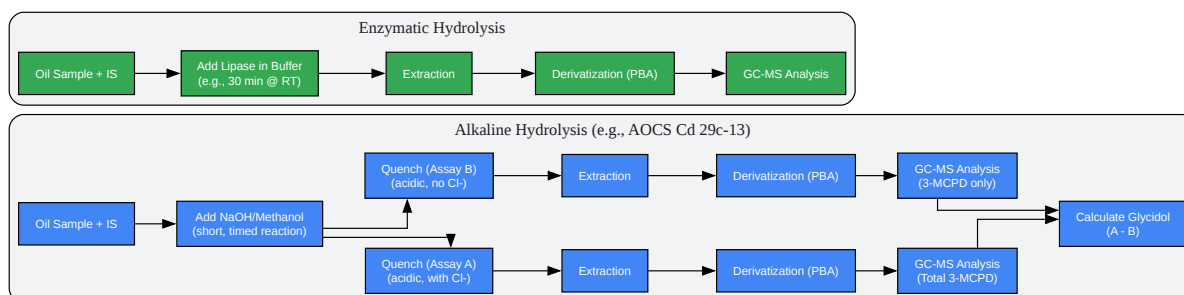 Enzymatic Hydrolysis
Oil Sample + IS
Add Lipase in Buffer
(e.g., 30 min @ RT)
Extraction
Derivatization (PBA)
GC-MS Analysis
Alkaline Hydrolysis (e.g., AOCS Cd 29c-13)
Oil Sample + IS
Add NaOH/Methanol
(short, timed reaction)
Quench (Assay B)
(acidic, no Cl-)
Extraction
Derivatization (PBA)
GC-MS Analysis
(3-MCPD only)
Quench (Assay A)
(acidic, with Cl-)
Extraction
Derivatization (PBA)
GC-MS Analysis
(Total 3-MCPD)
Calculate Glycidol
(A - B)